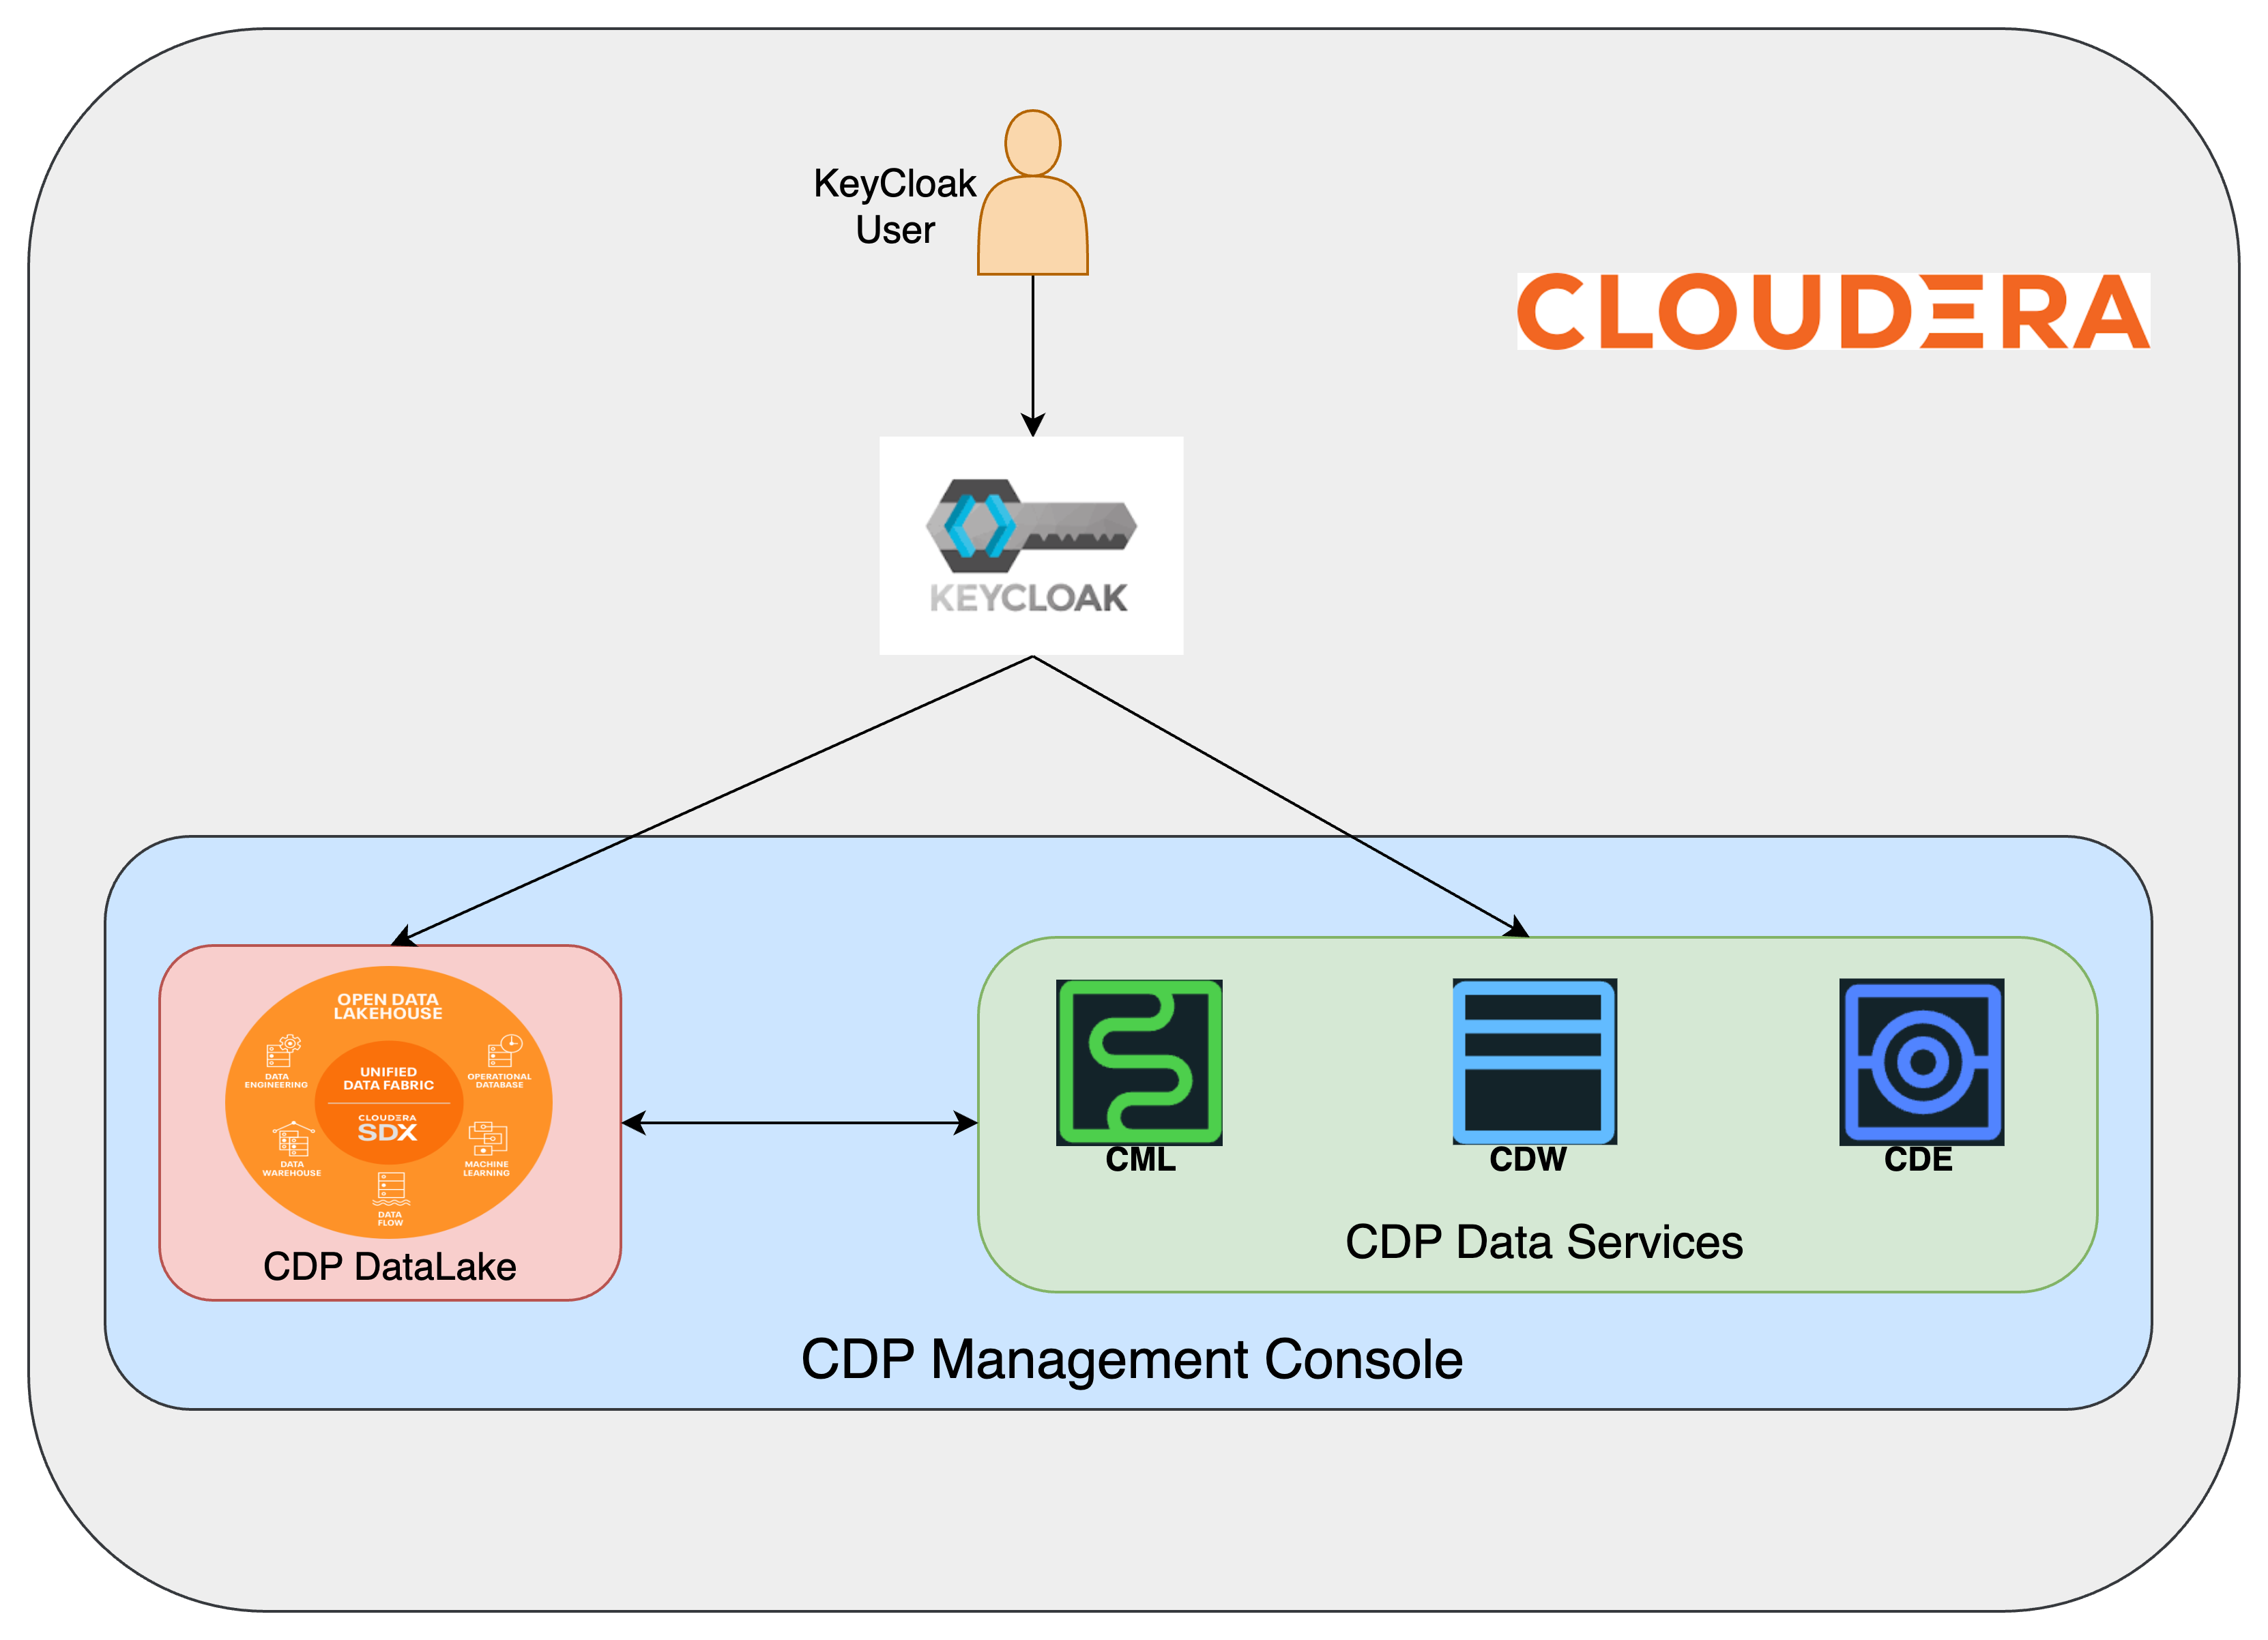 KeyCloak
User
CLOUDERA
KEYCLOAK
OPEN DATA
LAKEHOUSE
DATA
ENGINEERING
OPERATIONAL
DATABASE
UNIFIED
DATA FABRIC
CLOUDERA
SDX
DATA
WAREHOUSE
MACHINE
LEARNING
DATA
FLOW
CDP DataLake
CML
CDW
CDE
CDP Data Services
CDP Management Console